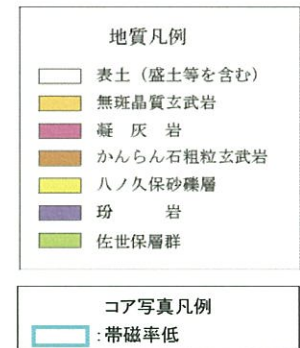 地質凡例
表土（盛土等を含む）
無斑晶質玄武岩
凝 灰 岩
かんらん石粗粒玄武岩
八ノ久保砂礫層
玢 岩
佐世保層群
コア写真凡例
：帯磁率低